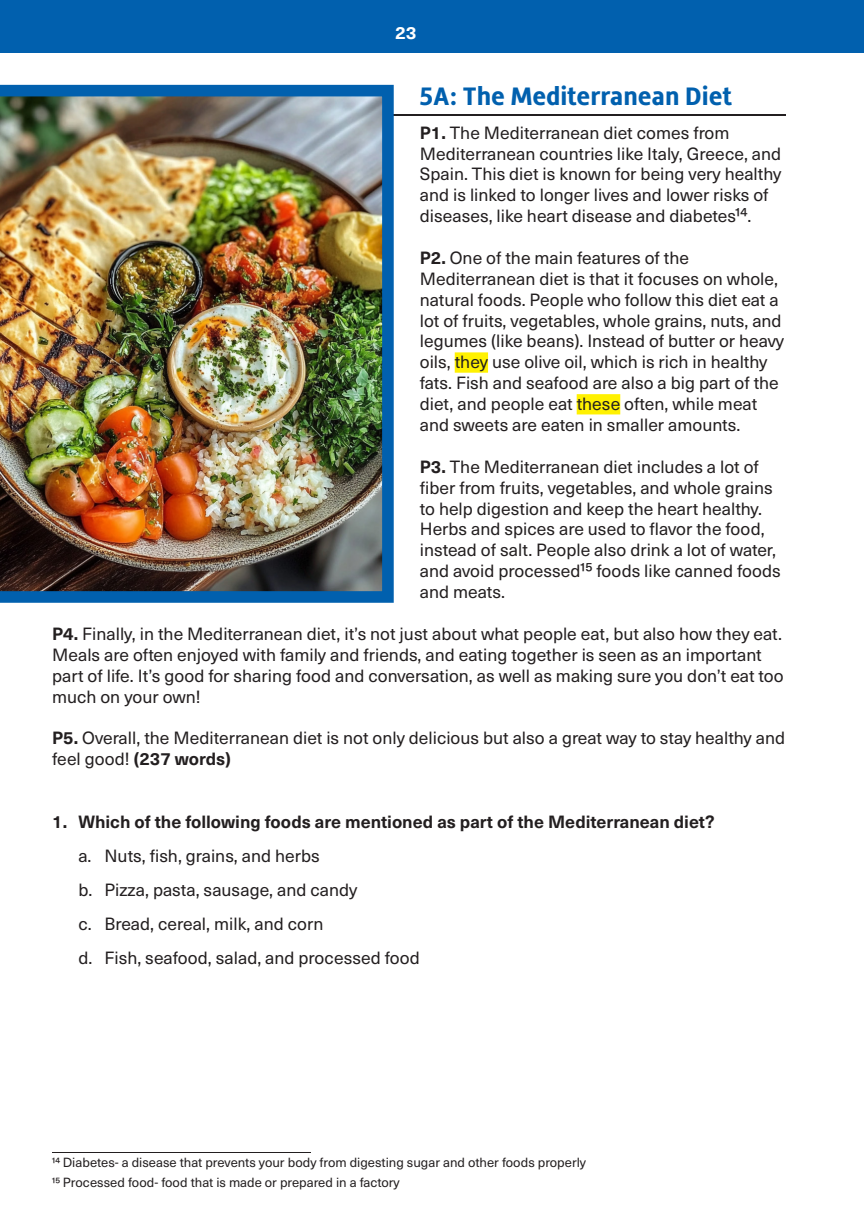 23
5A: The Mediterranean Diet
P1. The Mediterranean diet comes from
Mediterranean countries like Italy, Greece, and
Spain. This diet is known for being very healthy
and is linked to longer lives and lower risks of
diseases, like heart disease and diabetes¹⁴.
P2. One of the main features of the
Mediterranean diet is that it focuses on whole,
natural foods. People who follow this diet eat a
lot of fruits, vegetables, whole grains, nuts, and
legumes (like beans). Instead of butter or heavy
oils, they use olive oil, which is rich in healthy
fats. Fish and seafood are also a big part of the
diet, and people eat these often, while meat
and sweets are eaten in smaller amounts.
P3. The Mediterranean diet includes a lot of
fiber from fruits, vegetables, and whole grains
to help digestion and keep the heart healthy.
Herbs and spices are used to flavor the food,
instead of salt. People also drink a lot of water,
and avoid processed¹⁵ foods like canned foods
and meats.
P4. Finally, in the Mediterranean diet, it’s not just about what people eat, but also how they eat.
Meals are often enjoyed with family and friends, and eating together is seen as an important
part of life. It’s good for sharing food and conversation, as well as making sure you don’t eat too
much on your own!
P5. Overall, the Mediterranean diet is not only delicious but also a great way to stay healthy and
feel good! (237 words)
1. Which of the following foods are mentioned as part of the Mediterranean diet?
a. Nuts, fish, grains, and herbs
b. Pizza, pasta, sausage, and candy
c. Bread, cereal, milk, and corn
d. Fish, seafood, salad, and processed food
¹⁴ Diabetes- a disease that prevents your body from digesting sugar and other foods properly
¹⁵ Processed food- food that is made or prepared in a factory